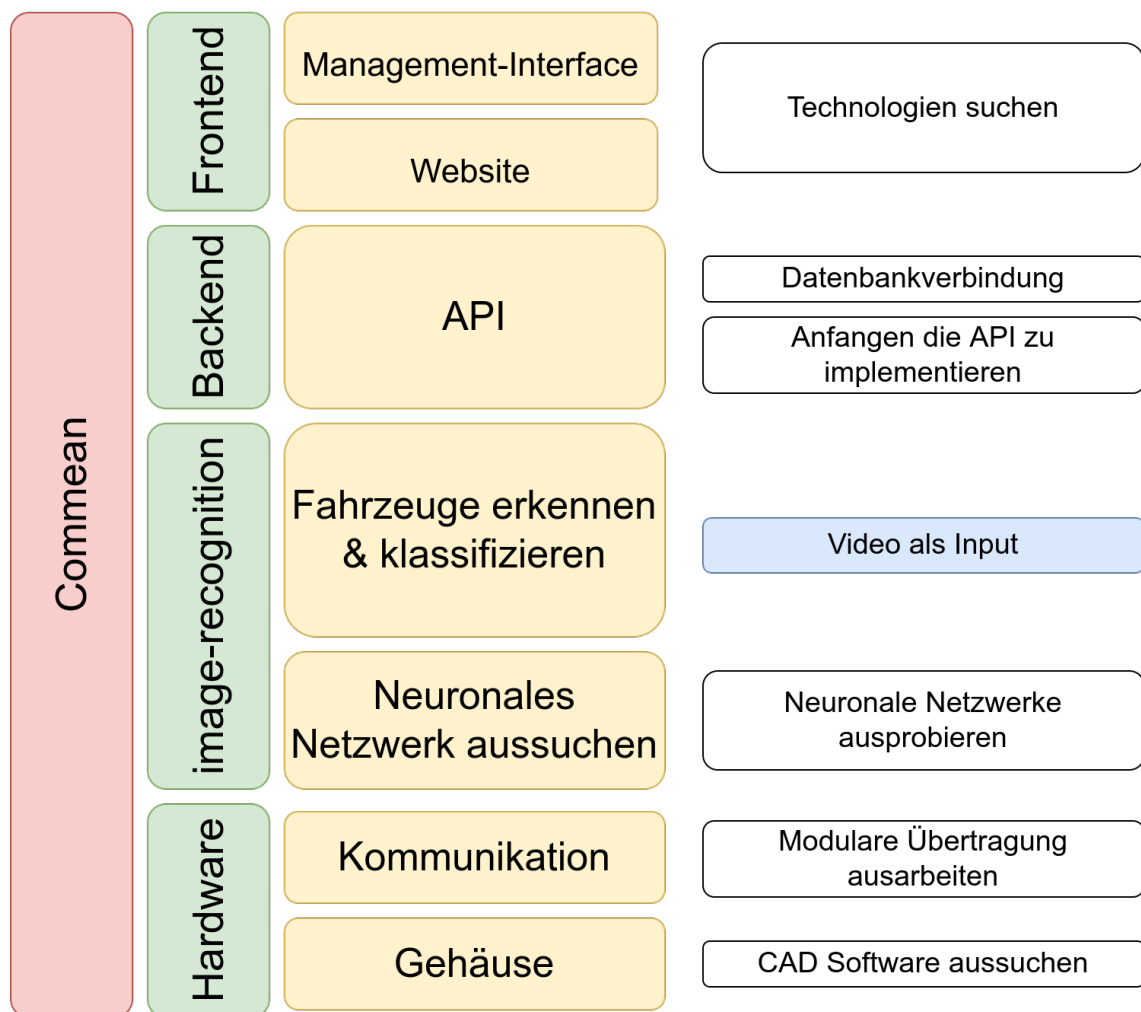 Commean
Frontend
Management-Interface
Website
Technologien suchen
Backend
API
Datenbankverbindung
Anfangen die API zu
implementieren
image-recognition
Fahrzeuge erkennen
& klassifizieren
Video als Input
Neuronales
Netzwerk aussuchen
Neuronale Netzwerke
ausprobieren
Hardware
Kommunikation
Modulare Übertragung
ausarbeiten
Gehäuse
CAD Software aussuchen